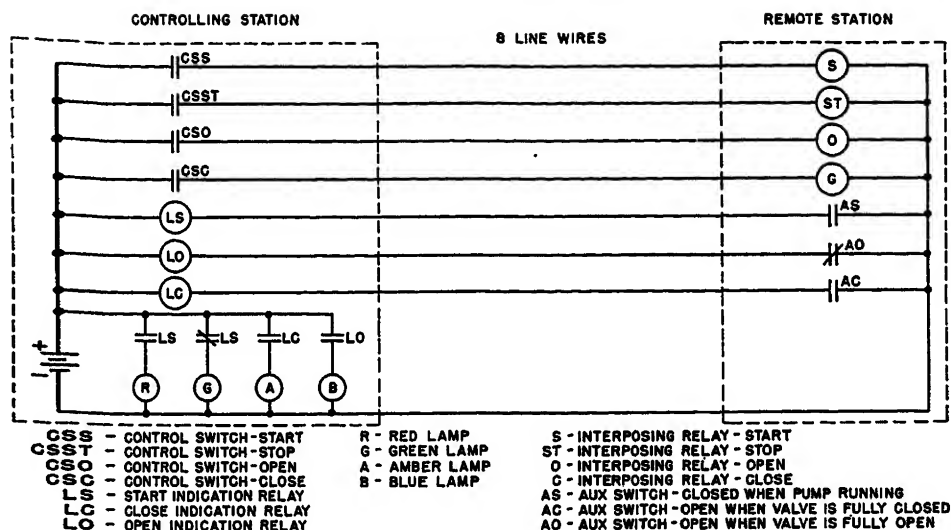 CONTROLLING STATION
8 LINE WIRES
REMOTE STATION
CSS
S
CSST
ST
CSO
O
CSC
C
LS
AS
LO
AO
LC
AC
LS
LS
LC
LO
+
−
R
G
A
B
CSS - CONTROL SWITCH-START
CSST - CONTROL SWITCH-STOP
CSO - CONTROL SWITCH-OPEN
CSC - CONTROL SWITCH-CLOSE
LS - START INDICATION RELAY
LC - CLOSE INDICATION RELAY
LO - OPEN INDICATION RELAY
R - RED LAMP
G - GREEN LAMP
A - AMBER LAMP
B - BLUE LAMP
S - INTERPOSING RELAY - START
ST - INTERPOSING RELAY - STOP
O - INTERPOSING RELAY - OPEN
C - INTERPOSING RELAY - CLOSE
AS - AUX SWITCH - CLOSED WHEN PUMP RUNNING
AC - AUX SWITCH - OPEN WHEN VALVE IS FULLY CLOSED
AO - AUX SWITCH - OPEN WHEN VALVE IS FULLY OPEN